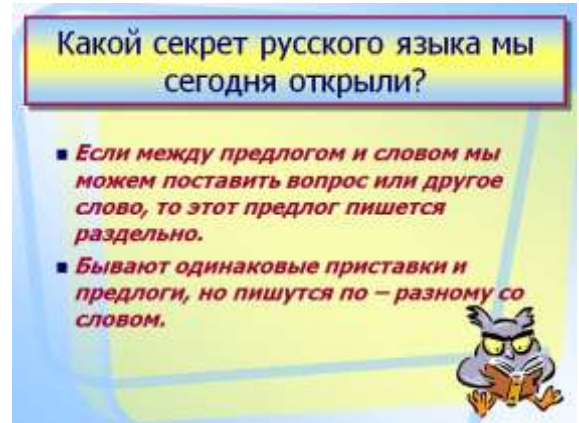 Какой секрет русского языка мы
сегодня открыли?
Если между предлогом и словом мы
можем поставить вопрос или другое
слово, то этот предлог пишется
раздельно.
Бывают одинаковые приставки и
предлоги, но пишутся по – разному со
словом.